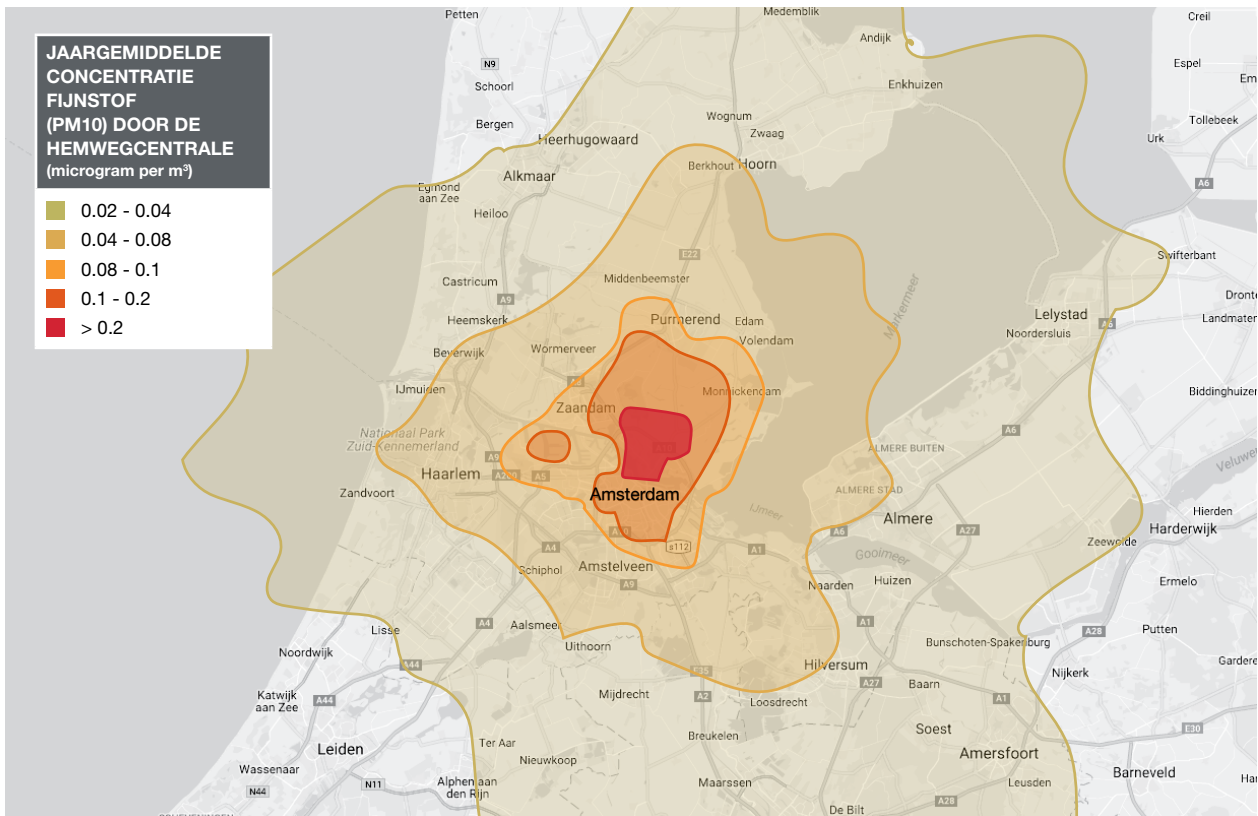 JAARGEMIDDELDE
CONCENTRATIE
FIJNSTOF
(PM10) DOOR DE
HEMWEGCENTRALE
(microgram per m³)
0.02 - 0.04
0.04 - 0.08
0.08 - 0.1
0.1 - 0.2
> 0.2
Petten
Medemblik
Creil
Andijk
N9
Espel
Schoorl
Enkhuizen
Bergen
Wognum
Tollebeek
Zwaag
Heerhugowaard
Urk
Berkhout
Hoorn
Alkmaar
A6
Egmond
aan Zee
Heiloo
E22
Swifterbant
Middenbeemster
Castricum
A9
Markermeer
Lelystad
Heemskerk
Purmerend
Edam
A6
Noordersluis
Volendam
Beverwijk
Wormerveer
IJmuiden
Monnickendam
Biddinghuizen
Zaandam
Nationaal Park
Zuid-Kennemerland
A6
ALMERE BUITEN
A9
Haarlem
A200
A5
Zandvoort
Amsterdam
ALMERE STAD
IJmeer
Hierden
Almere
A27
Harderwijk
A6
Zeewolde
s112
A4
A1
Gooimeer
Schiphol
Amstelveen
A9
Naarden
Huizen
Ermelo
Lisse
A4
Aalsmeer
A1
Putten
A28
Uithoorn
Bunschoten-Spakenburg
Noordwijk
A44
Hilversum
Nijkerk
E35
A27
Baarn
Katwijk
aan Zee
A44
Mijdrecht
A2
Loosdrecht
A1
Soest
E30
Leiden
Ter Aar
Breukelen
Amersfoort
Nieuwkoop
Wassenaar
Barneveld
N44
N11
Alphen aan
den Rijn
Maarssen
Leusden
A28
De Bilt